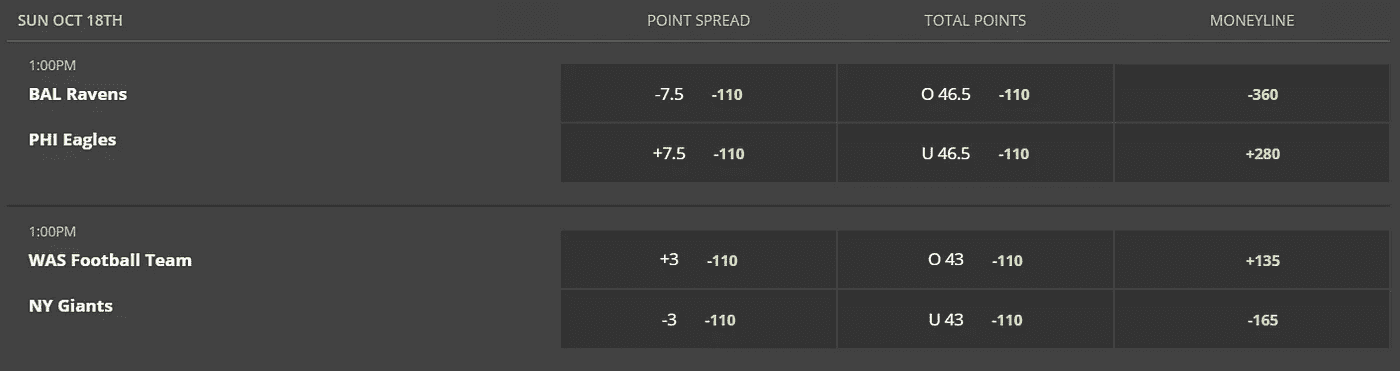 SUN OCT 18TH POINT SPREAD TOTAL POINTS MONEYLINE
1:00PM
BAL Ravens -7.5 -110 O 46.5 -110 -360
PHI Eagles +7.5 -110 U 46.5 -110 +280
1:00PM
WAS Football Team +3 -110 O 43 -110 +135
NY Giants -3 -110 U 43 -110 -165